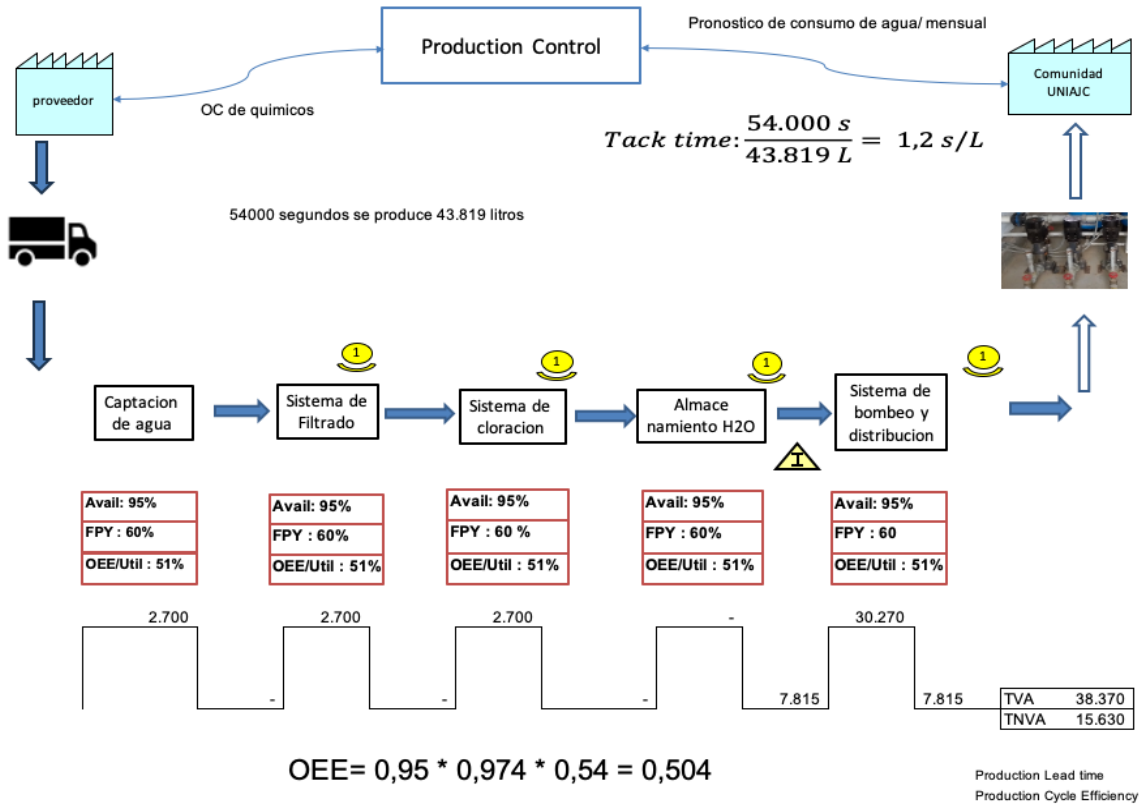 Pronostico de consumo de agua/ mensual
Production Control
proveedor
Comunidad
UNIAJC
OC de quimicos
Tack time: 54.000 s / 43.819 L = 1,2 s/L
54000 segundos se produce 43.819 litros
1
1
1
1
Captacion
de agua
Sistema de
Filtrado
Sistema de
cloracion
Almace
namiento H2O
Sistema de
bombeo y
distribucion
I
Avail: 95%
FPY : 60%
OEE/Util : 51%
Avail: 95%
FPY : 60%
OEE/Util : 51%
Avail: 95%
FPY : 60 %
OEE/Util : 51%
Avail: 95%
FPY : 60%
OEE/Util : 51%
Avail: 95%
FPY : 60
OEE/Util : 51%
2.700
2.700
2.700
-
30.270
-
-
-
7.815
7.815
TVA 38.370
TNVA 15.630
OEE= 0,95 * 0,974 * 0,54 = 0,504
Production Lead time
Production Cycle Efficiency